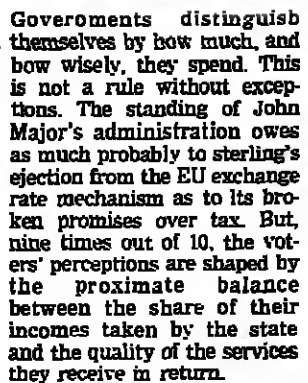 Governments distinguish
themselves by how much, and
how wisely, they spend. This
is not a rule without excep-
tions. The standing of John
Major's administration owes
as much probably to sterling's
ejection from the EU exchange
rate mechanism as to its bro-
ken promises over tax. But,
nine times out of 10, the vot-
ers' perceptions are shaped by
the proximate balance
between the share of their
incomes taken by the state
and the quality of the services
they receive in return.